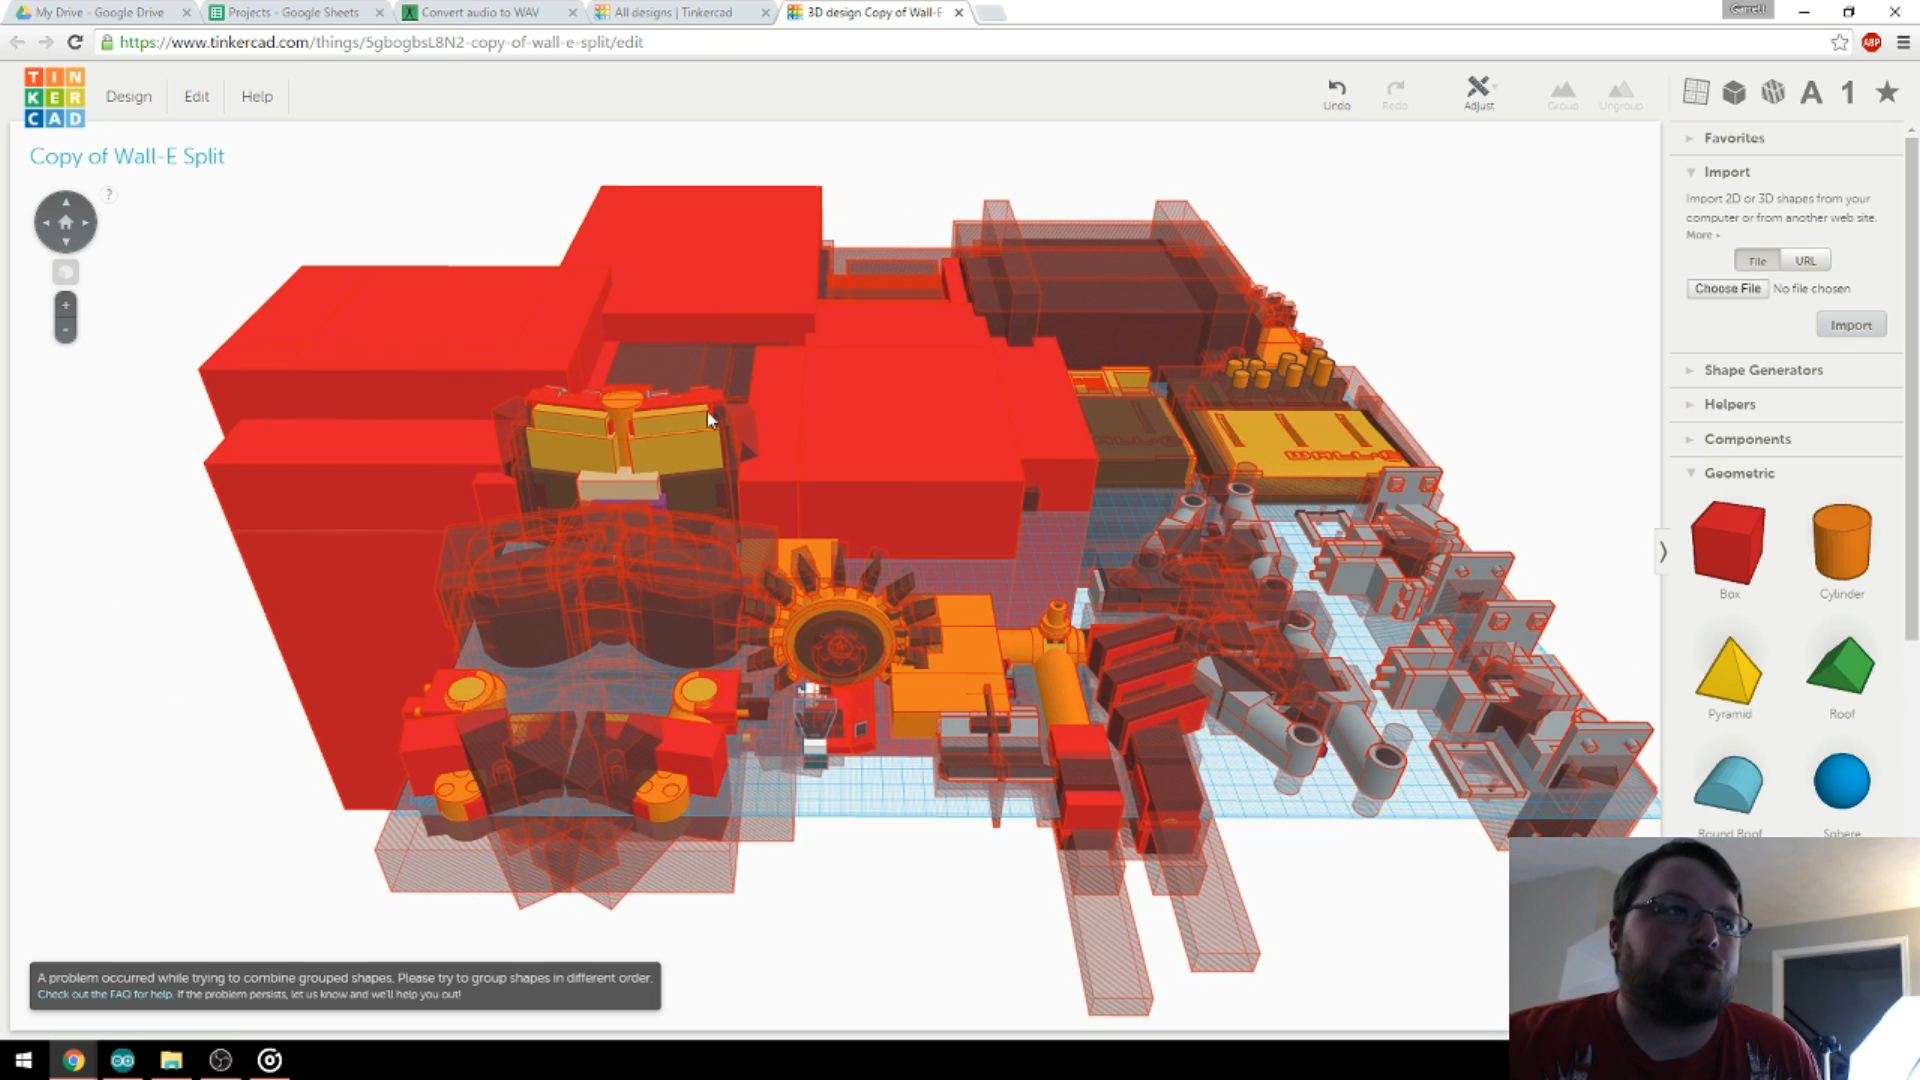 My Drive - Google Drive
Projects - Google Sheets
Convert audio to WAV
All designs | Tinkercad
3D design Copy of Wall-E
Garrett
https://www.tinkercad.com/things/5gbogbsL8N2-copy-of-wall-e-split/edit
ABP
TIN
KER
CAD
Design
Edit
Help
Undo
Redo
Adjust
Group
Ungroup
A
1
Copy of Wall-E Split
?
+
-
Favorites
Import
Import 2D or 3D shapes from your
computer or from another web site.
More
File
URL
Choose File No file chosen
Import
Shape Generators
Helpers
Components
Geometric
Box
Cylinder
Pyramid
Roof
Round Roof
Sphere
WALL-E
A problem occurred while trying to combine grouped shapes. Please try to group shapes in different order.
Check out the FAQ for help. If the problem persists, let us know and we'll help you out!